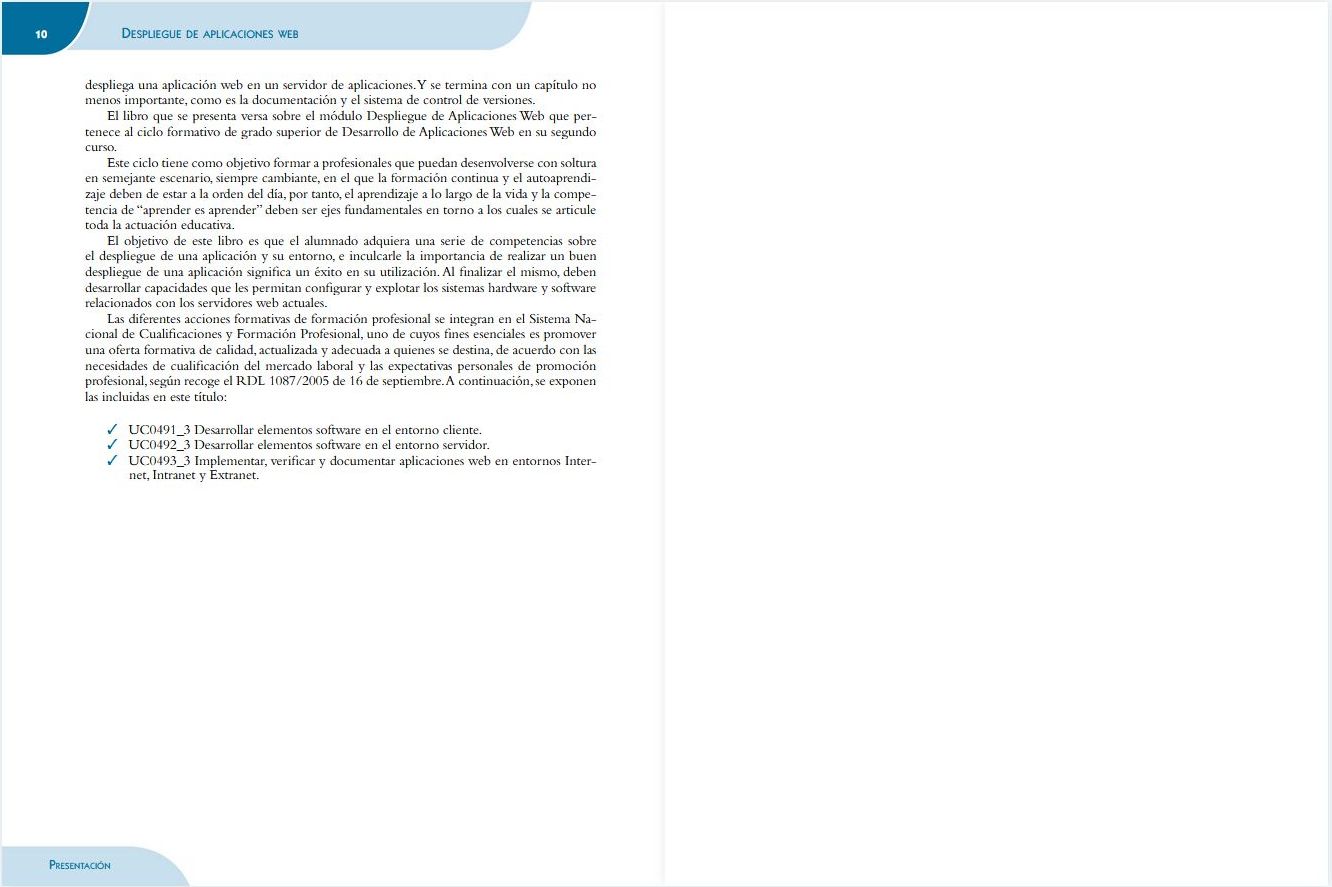 10
Despliegue de aplicaciones web
despliega una aplicación web en un servidor de aplicaciones. Y se termina con un capítulo no
menos importante, como es la documentación y el sistema de control de versiones.
El libro que se presenta versa sobre el módulo Despliegue de Aplicaciones Web que per-
tenece al ciclo formativo de grado superior de Desarrollo de Aplicaciones Web en su segundo
curso.
Este ciclo tiene como objetivo formar a profesionales que puedan desenvolverse con soltura
en semejante escenario, siempre cambiante, en el que la formación continua y el autoaprendi-
zaje deben de estar a la orden del día, por tanto, el aprendizaje a lo largo de la vida y la compe-
tencia de “aprender es aprender” deben ser ejes fundamentales en torno a los cuales se articule
toda la actuación educativa.
El objetivo de este libro es que el alumnado adquiera una serie de competencias sobre
el despliegue de una aplicación y su entorno, e inculcarle la importancia de realizar un buen
despliegue de una aplicación significa un éxito en su utilización. Al finalizar el mismo, deben
desarrollar capacidades que les permitan configurar y explotar los sistemas hardware y software
relacionados con los servidores web actuales.
Las diferentes acciones formativas de formación profesional se integran en el Sistema Na-
cional de Cualificaciones y Formación Profesional, uno de cuyos fines esenciales es promover
una oferta formativa de calidad, actualizada y adecuada a quienes se destina, de acuerdo con las
necesidades de cualificación del mercado laboral y las expectativas personales de promoción
profesional, según recoge el RDL 1087/2005 de 16 de septiembre. A continuación, se exponen
las incluidas en este título:
✓ UC0491_3 Desarrollar elementos software en el entorno cliente.
✓ UC0492_3 Desarrollar elementos software en el entorno servidor.
✓ UC0493_3 Implementar, verificar y documentar aplicaciones web en entornos Inter-
net, Intranet y Extranet.
Presentación